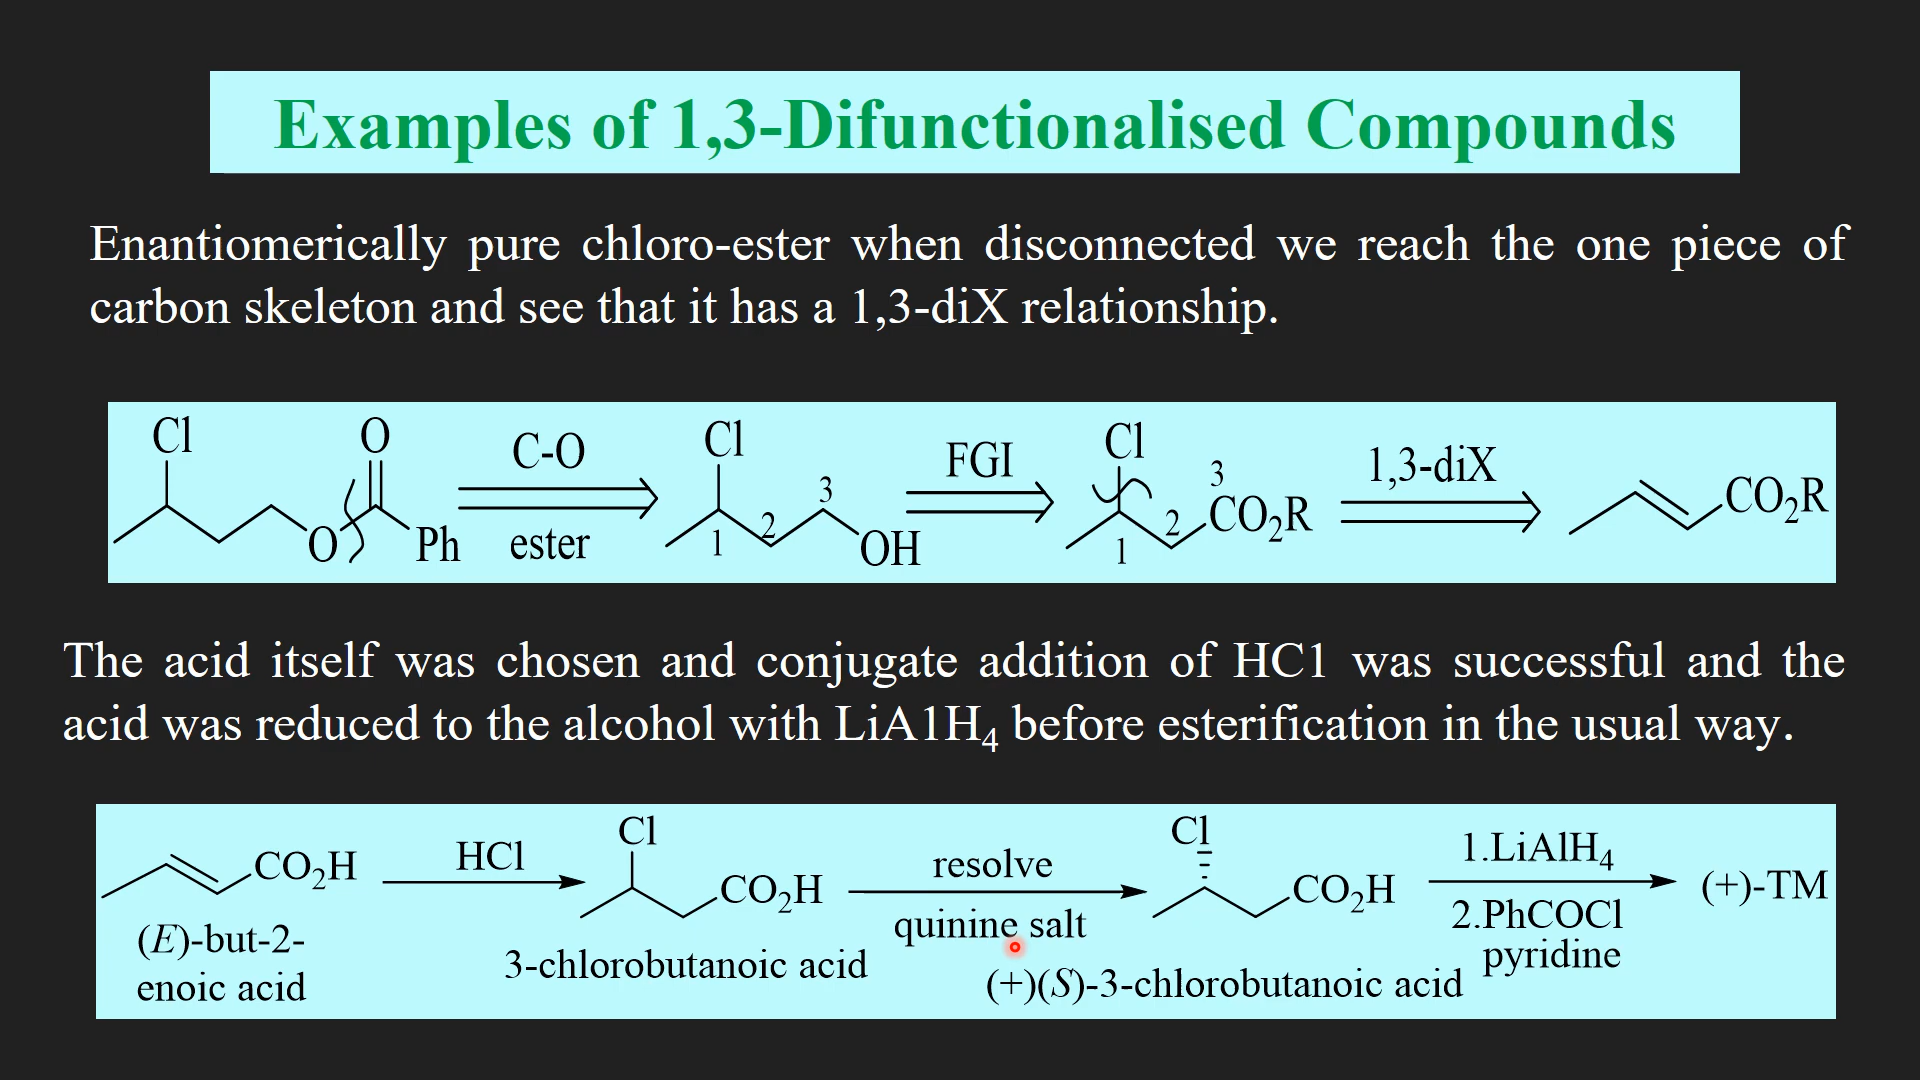 Examples of 1,3-Difunctionalised Compounds
Enantiomerically pure chloro-ester when disconnected we reach the one piece of
carbon skeleton and see that it has a 1,3-diX relationship.
Cl O O Ph
C-O
ester
Cl 1 2 3 OH
FGI
Cl 1 2 3 CO₂R
1,3-diX
CO₂R
The acid itself was chosen and conjugate addition of HC1 was successful and the
acid was reduced to the alcohol with LiA1H₄ before esterification in the usual way.
CO₂H
(E)-but-2-
enoic acid
HCl
Cl
CO₂H
3-chlorobutanoic acid
resolve
quinine salt
Cl
CO₂H
(+)(S)-3-chlorobutanoic acid
1.LiAlH₄
2.PhCOCl
pyridine
(+)-TM